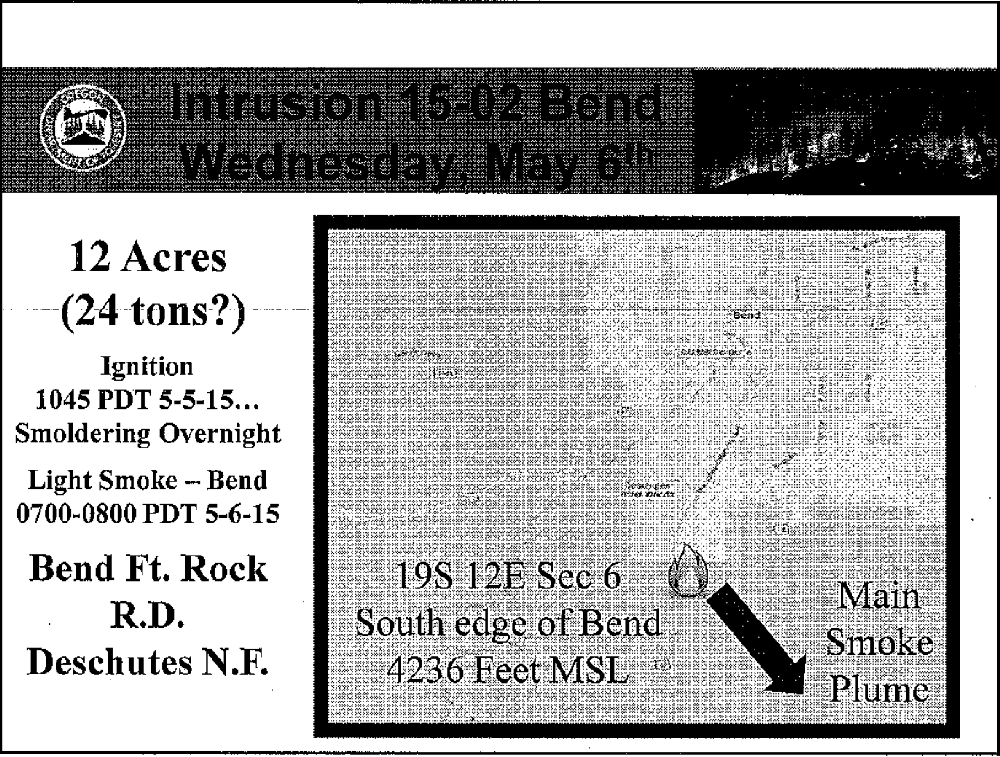 Intrusion 15-02 Bend
Wednesday, May 6th
12 Acres
(24 tons?)
Ignition
1045 PDT 5-5-15...
Smoldering Overnight
Light Smoke – Bend
0700-0800 PDT 5-6-15
Bend Ft. Rock
R.D.
Deschutes N.F.
Bend
19S 12E Sec 6
South edge of Bend
4236 Feet MSL
Main
Smoke
Plume